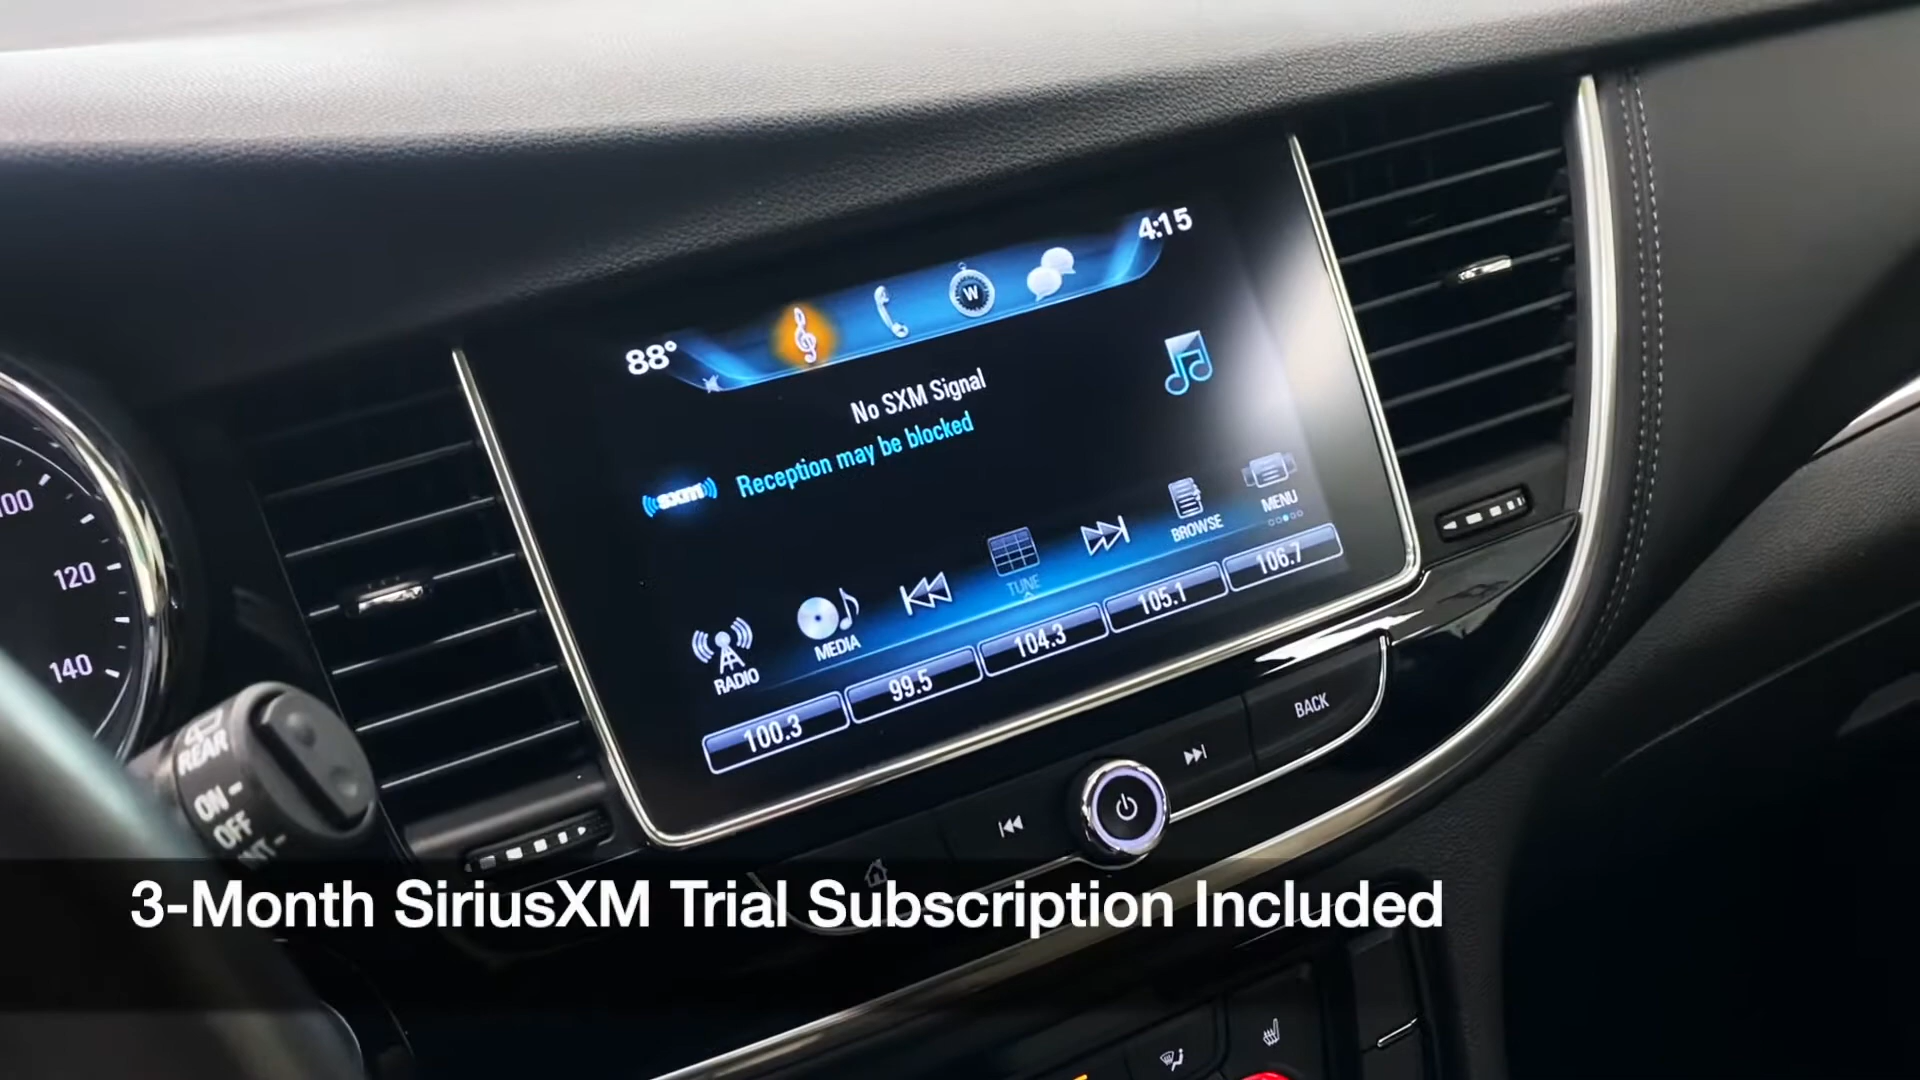 4:15
W
88°
No SXM Signal
Reception may be blocked
sxm
MENU
BROWSE
TUNE
MEDIA
RADIO
100.3
99.5
104.3
105.1
106.7
BACK
100
120
140
REAR
ON
OFF
3-Month SiriusXM Trial Subscription Included